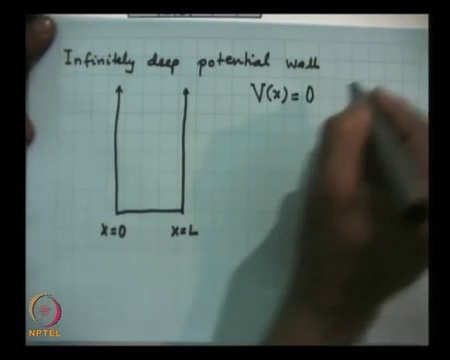 Infinitely deep potential well
V(x) = 0
x=0 x=L
NPTEL